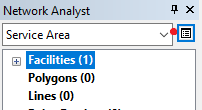 Network Analyst
Service Area
Facilities (1)
Polygons (0)
Lines (0)